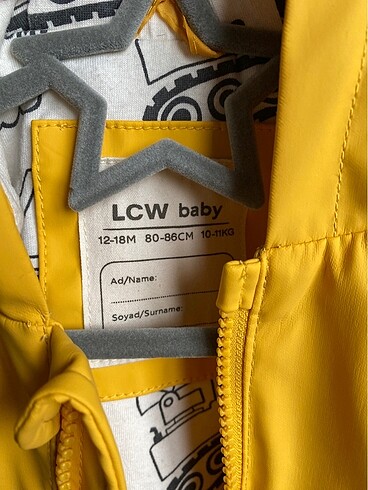 LCW baby
12-18M 80-86CM 10-11KG
Ad/Name:
Soyad/Surname: